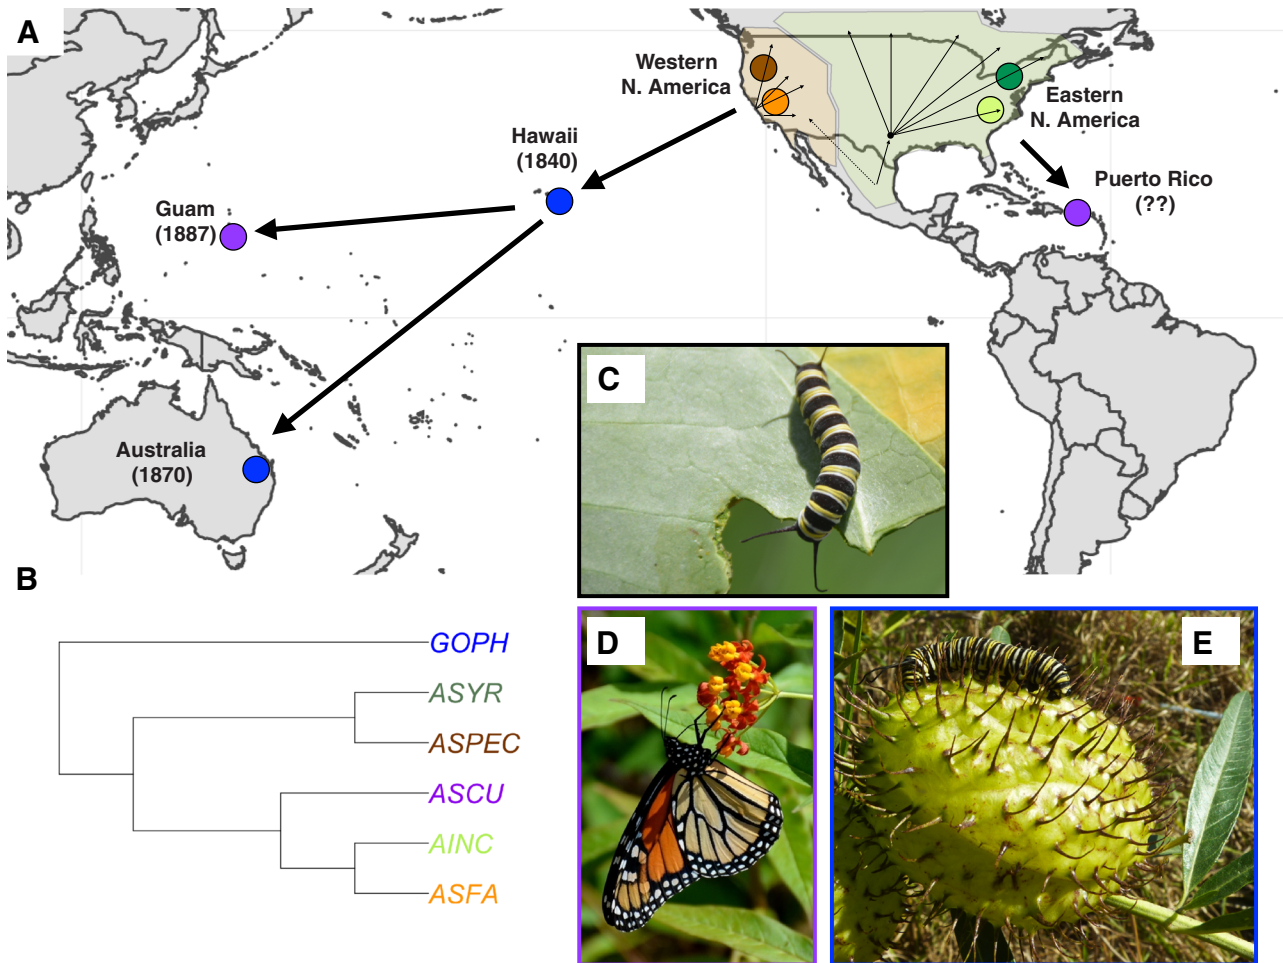 A
Western
N. America
Eastern
N. America
Hawaii
(1840)
Puerto Rico
(??)
Guam
(1887)
Australia
(1870)
C
B
GOPH
ASYR
ASPEC
ASCU
AINC
ASFA
D
E